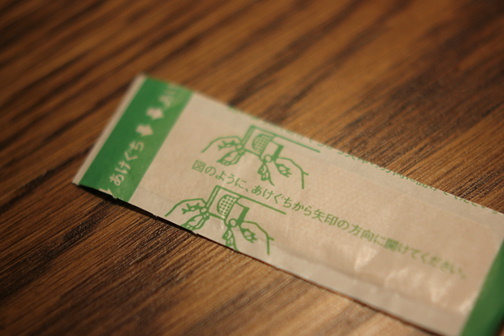 あけぐち
図のように、あけぐちから矢印の方向に開けてください。